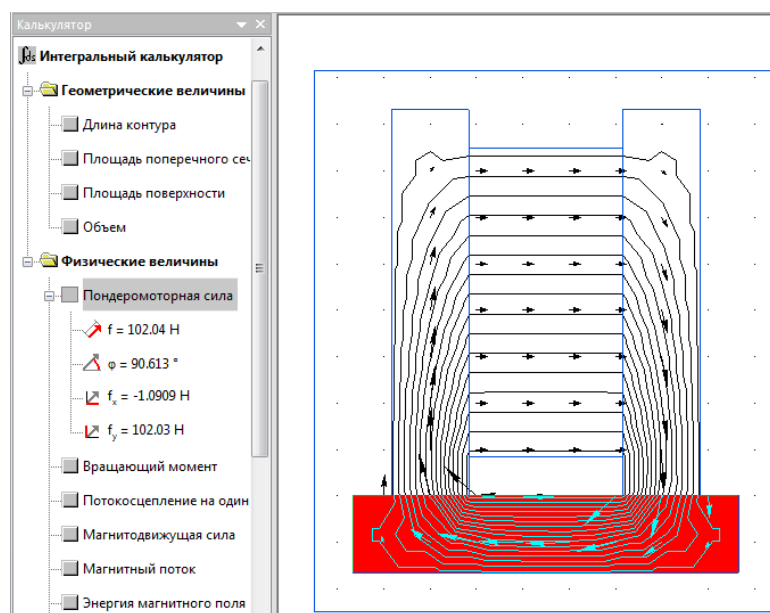 Калькулятор
∫ds Интегральный калькулятор
Геометрические величины
Длина контура
Площадь поперечного сеч
Площадь поверхности
Объем
Физические величины
Пондеромоторная сила
f = 102.04 Н
φ = 90.613 °
fx = -1.0909 Н
fy = 102.03 Н
Вращающий момент
Потокосцепление на один
Магнитодвижущая сила
Магнитный поток
Энергия магнитного поля